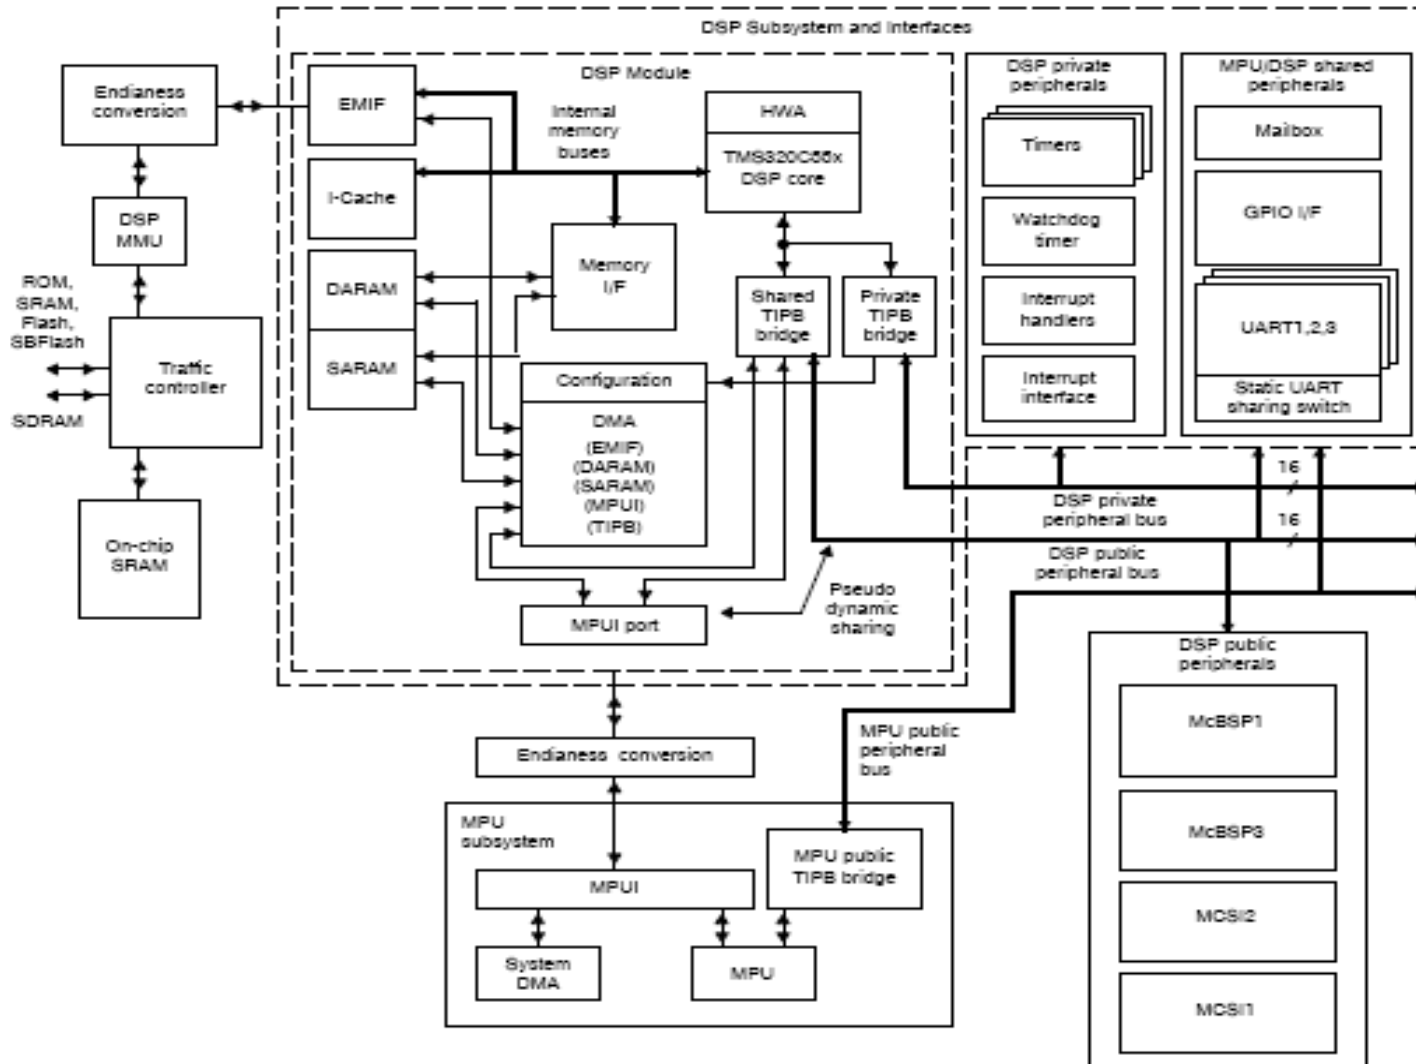 DSP Subsystem and Interfaces
DSP Module
Endianess
conversion
EMIF
Internal
memory
buses
HWA
TMS320C55x
DSP core
I-Cache
DSP
MMU
DARAM
SARAM
Memory
I/F
Shared
TIPB
bridge
Private
TIPB
bridge
ROM,
SRAM,
Flash,
SBFlash
SDRAM
Traffic
controller
On-chip
SRAM
Configuration
DMA
(EMIF)
(DARAM)
(SARAM)
(MPUI)
(TIPB)
MPUI port
Pseudo
dynamic
sharing
DSP private
peripherals
Timers
Watchdog
timer
Interrupt
handlers
Interrupt
interface
MPU/DSP shared
peripherals
Mailbox
GPIO I/F
UART1,2,3
Static UART
sharing switch
16
DSP private
peripheral bus
16
DSP public
peripheral bus
DSP public
peripherals
McBSP1
McBSP3
MCSI2
MCSI1
Endianess conversion
MPU public
peripheral
bus
MPU
subsystem
MPU public
TIPB bridge
MPUI
System
DMA
MPU